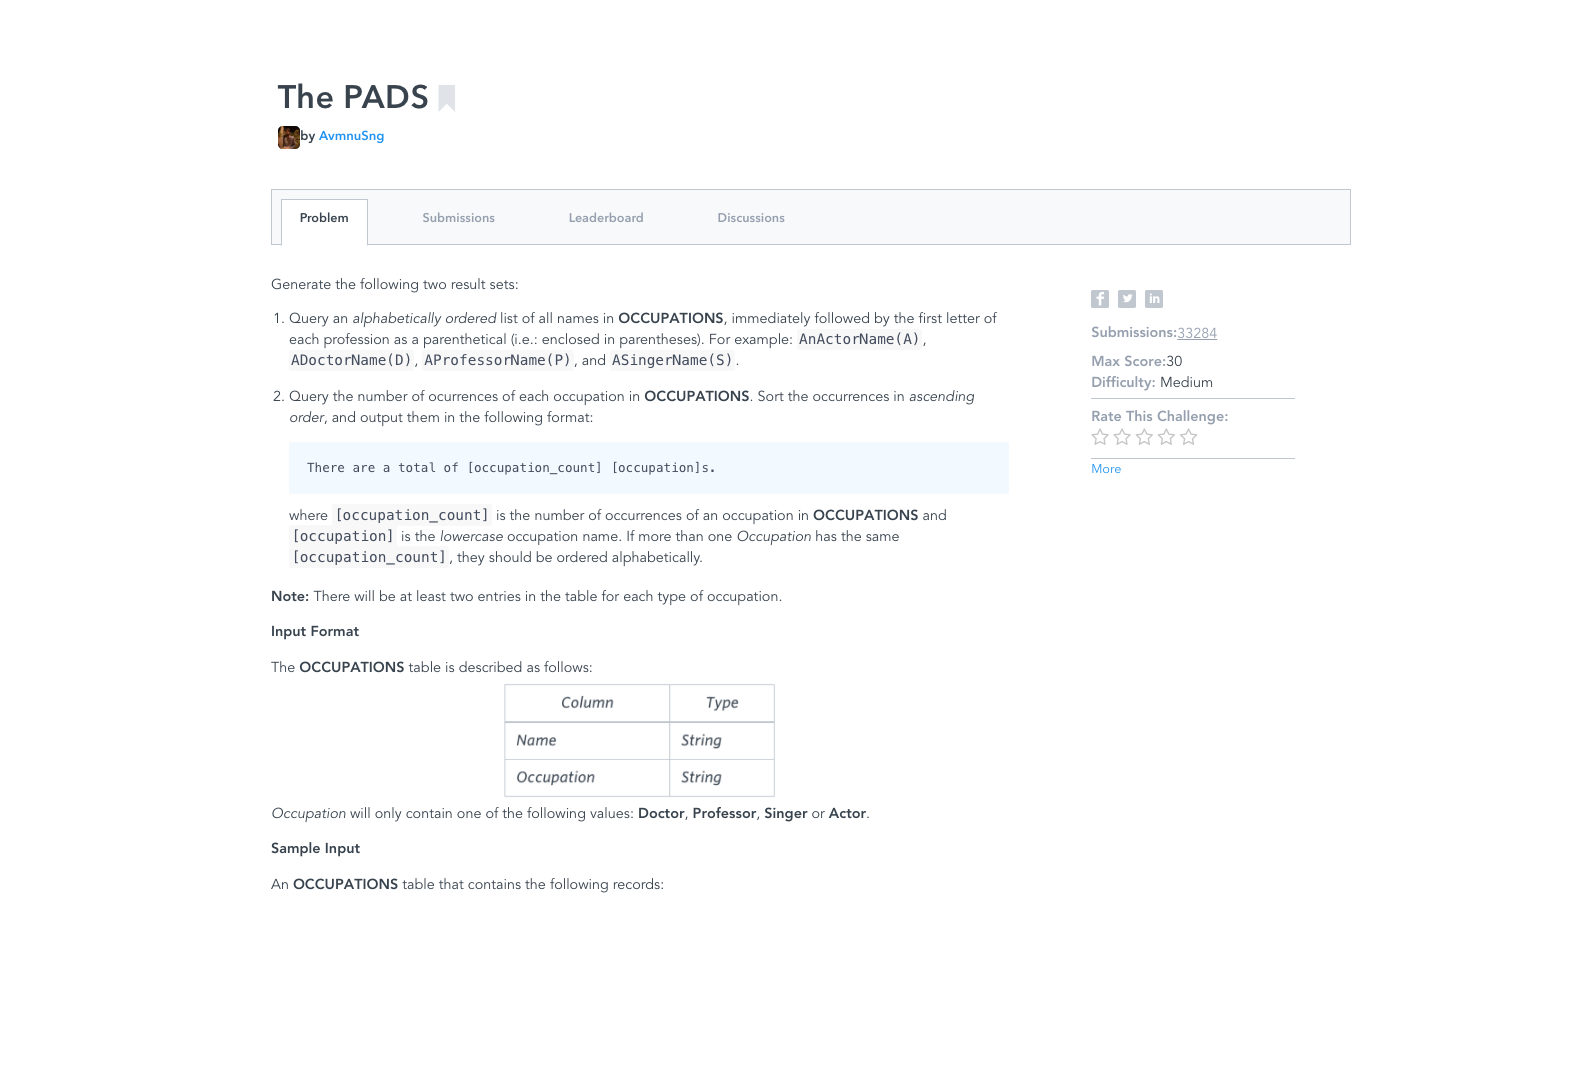 The PADS
by AvmnuSng
Problem Submissions Leaderboard Discussions
Generate the following two result sets:
1. Query an alphabetically ordered list of all names in OCCUPATIONS, immediately followed by the first letter of
each profession as a parenthetical (i.e.: enclosed in parentheses). For example: AnActorName(A),
ADoctorName(D), AProfessorName(P), and ASingerName(S).
2. Query the number of ocurrences of each occupation in OCCUPATIONS. Sort the occurrences in ascending
order, and output them in the following format:
There are a total of [occupation_count] [occupation]s.
where [occupation_count] is the number of occurrences of an occupation in OCCUPATIONS and
[occupation] is the lowercase occupation name. If more than one Occupation has the same
[occupation_count], they should be ordered alphabetically.
Note: There will be at least two entries in the table for each type of occupation.
Input Format
The OCCUPATIONS table is described as follows:
Column Type
Name String
Occupation String
Occupation will only contain one of the following values: Doctor, Professor, Singer or Actor.
Sample Input
An OCCUPATIONS table that contains the following records:
f in
Submissions:33284
Max Score:30
Difficulty: Medium
Rate This Challenge:
More